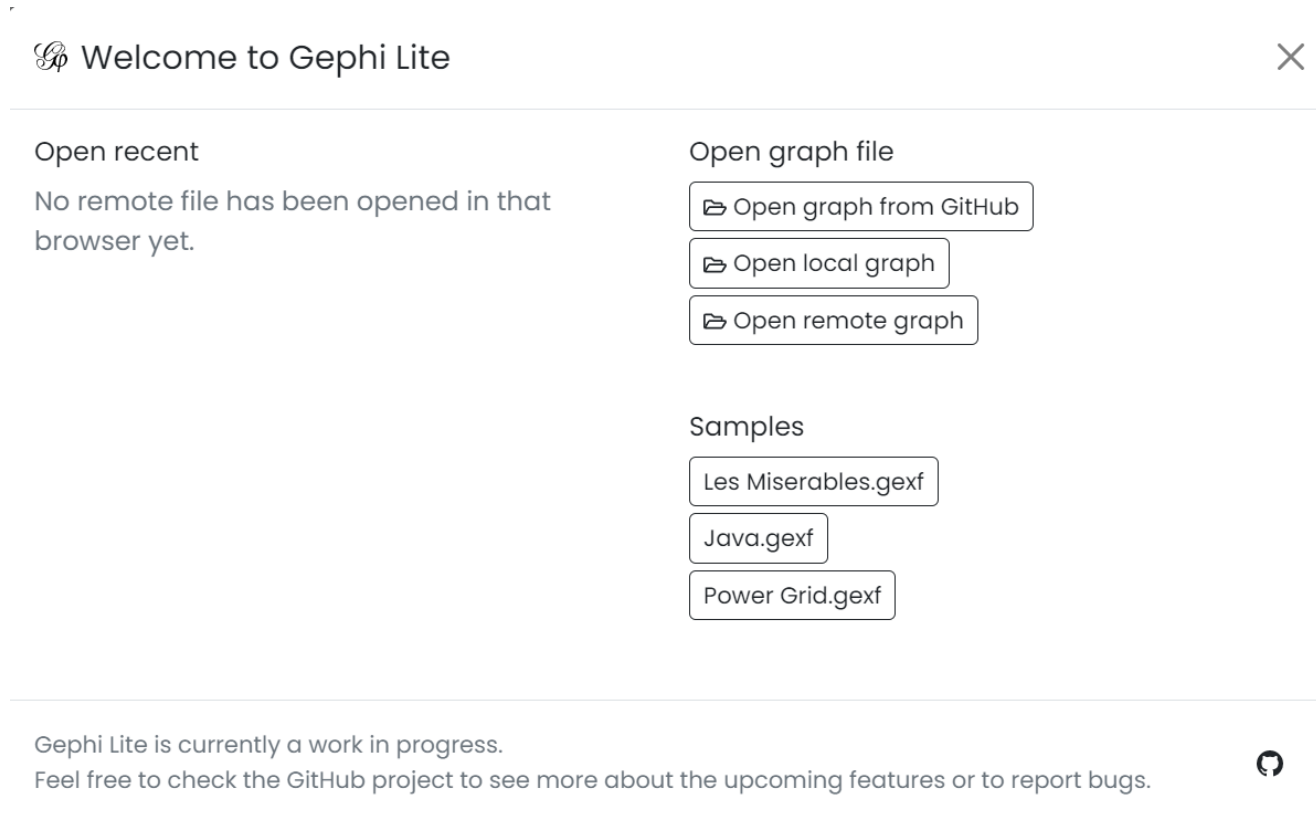 Welcome to Gephi Lite
Open recent
No remote file has been opened in that
browser yet.
Open graph file
Open graph from GitHub
Open local graph
Open remote graph
Samples
Les Miserables.gexf
Java.gexf
Power Grid.gexf
Gephi Lite is currently a work in progress.
Feel free to check the GitHub project to see more about the upcoming features or to report bugs.